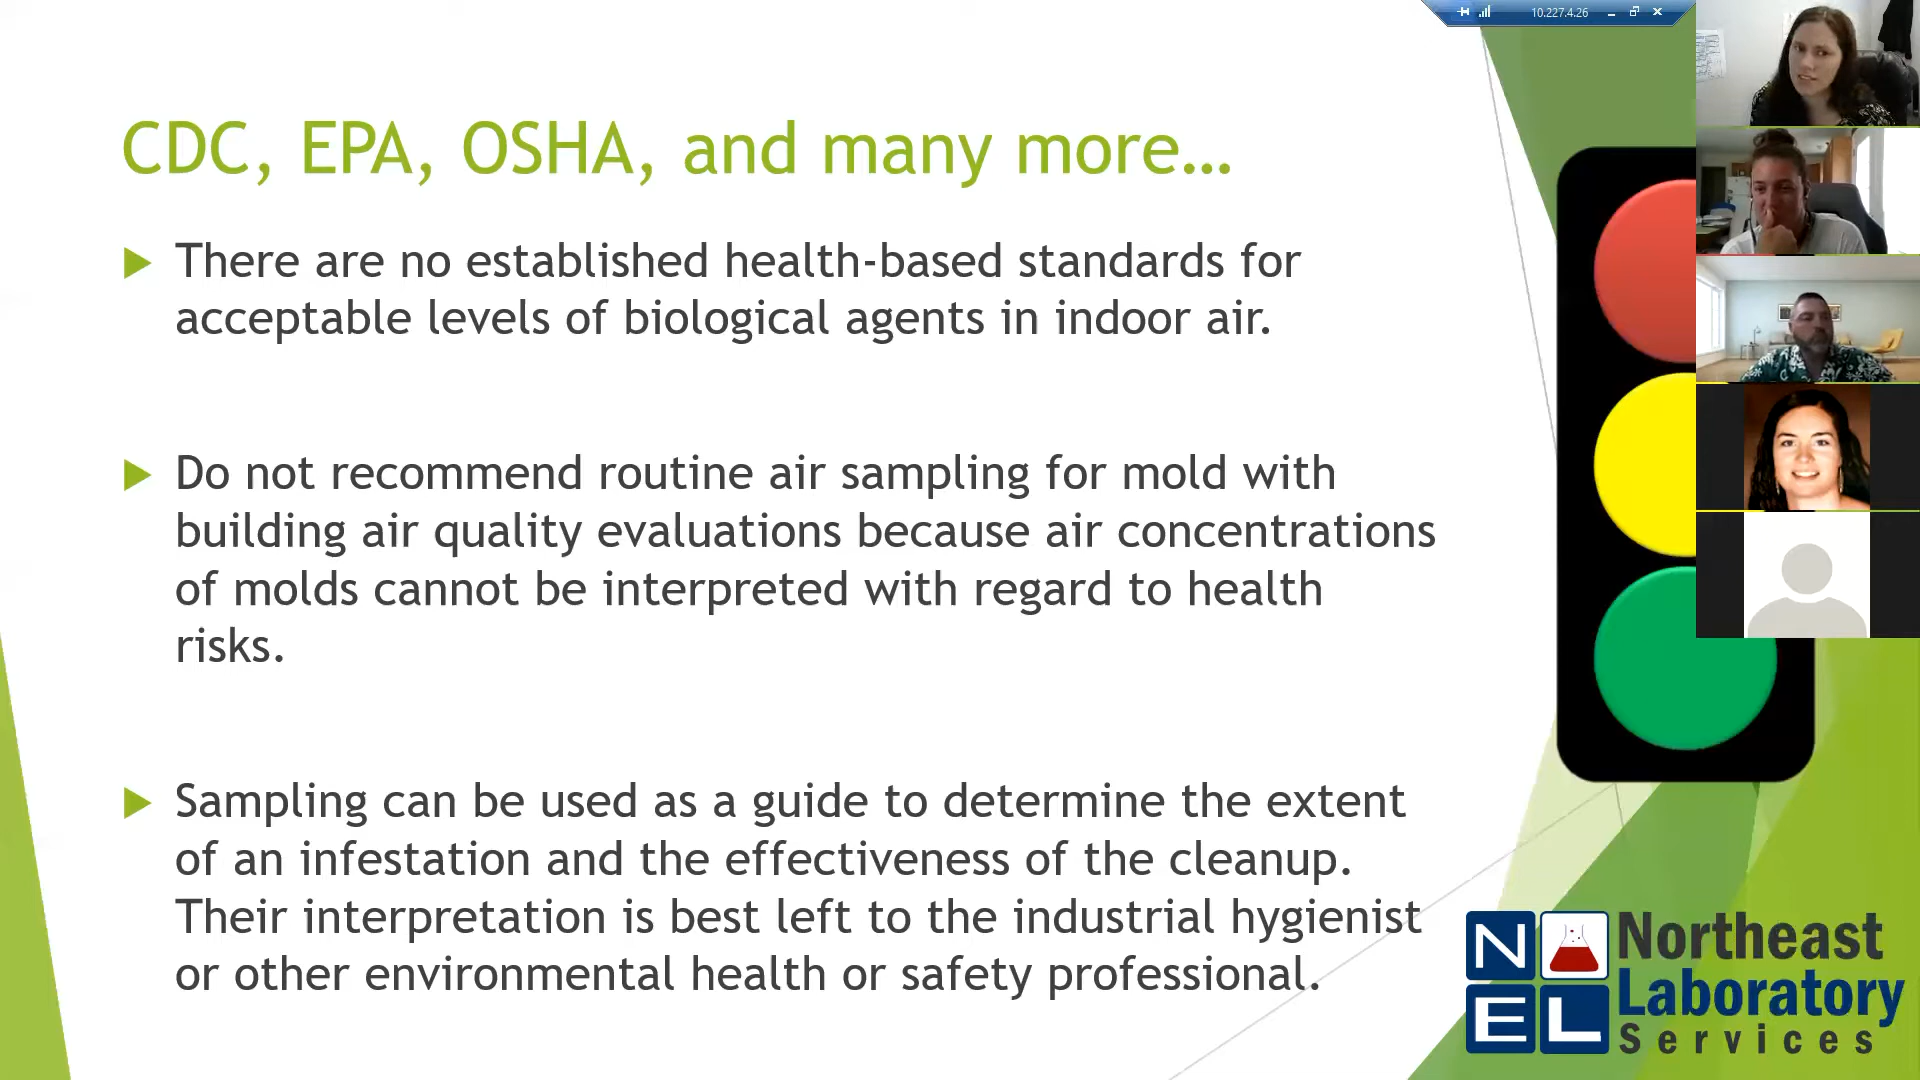 10.227.4.26
CDC, EPA, OSHA, and many more…
There are no established health-based standards for
acceptable levels of biological agents in indoor air.
Do not recommend routine air sampling for mold with
building air quality evaluations because air concentrations
of molds cannot be interpreted with regard to health
risks.
Sampling can be used as a guide to determine the extent
of an infestation and the effectiveness of the cleanup.
Their interpretation is best left to the industrial hygienist
or other environmental health or safety professional.
N
EL
Northeast
Laboratory
Services